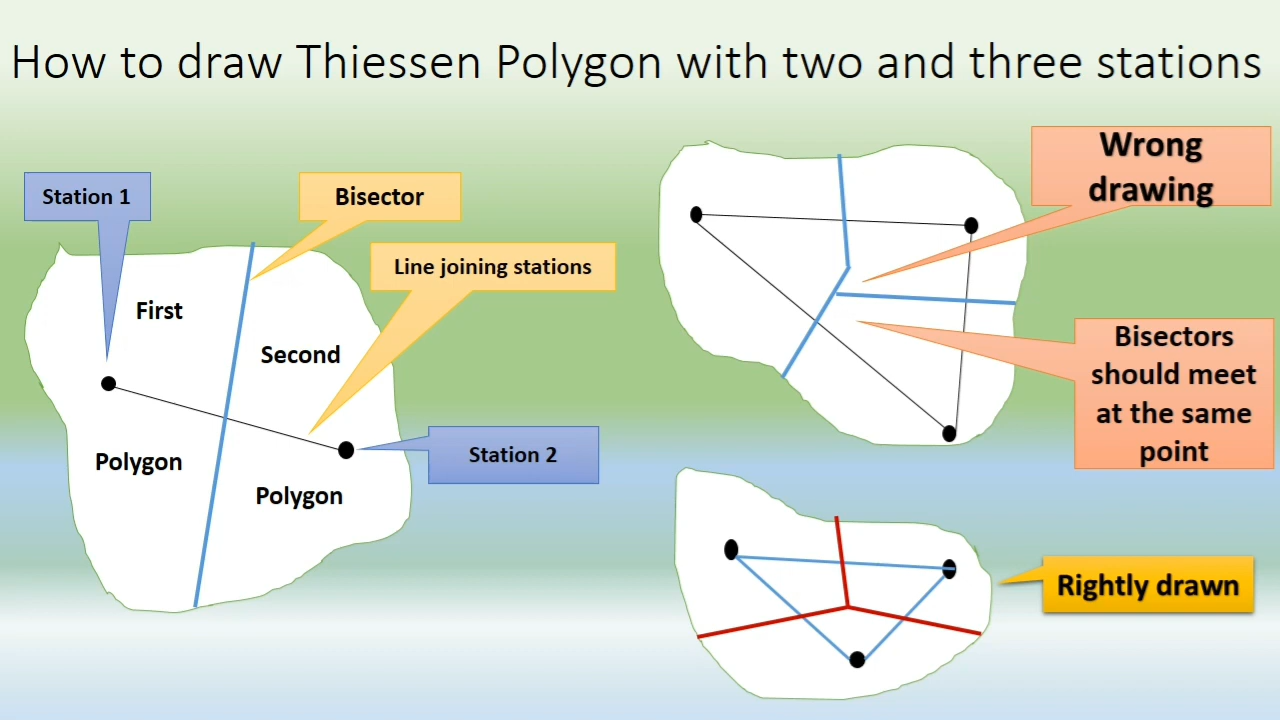 How to draw Thiessen Polygon with two and three stations
Station 1
Bisector
Line joining stations
First
Second
Polygon
Polygon
Station 2
Wrong
drawing
Bisectors
should meet
at the same
point
Rightly drawn